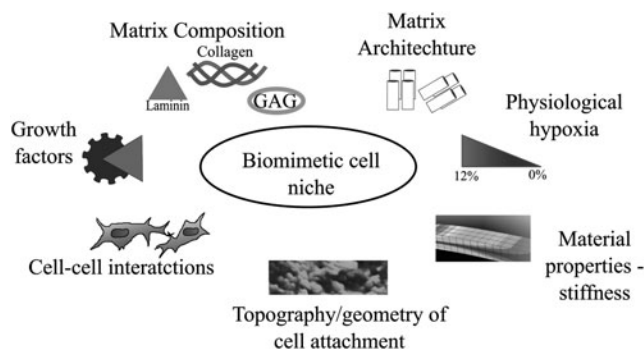 Matrix Composition
Collagen
Laminin
GAG
Matrix
Architechture
Physiological
hypoxia
12%
0%
Growth
factors
Biomimetic cell
niche
Cell-cell interatctions
Material
properties -
stiffness
Topography/geometry of
cell attachment